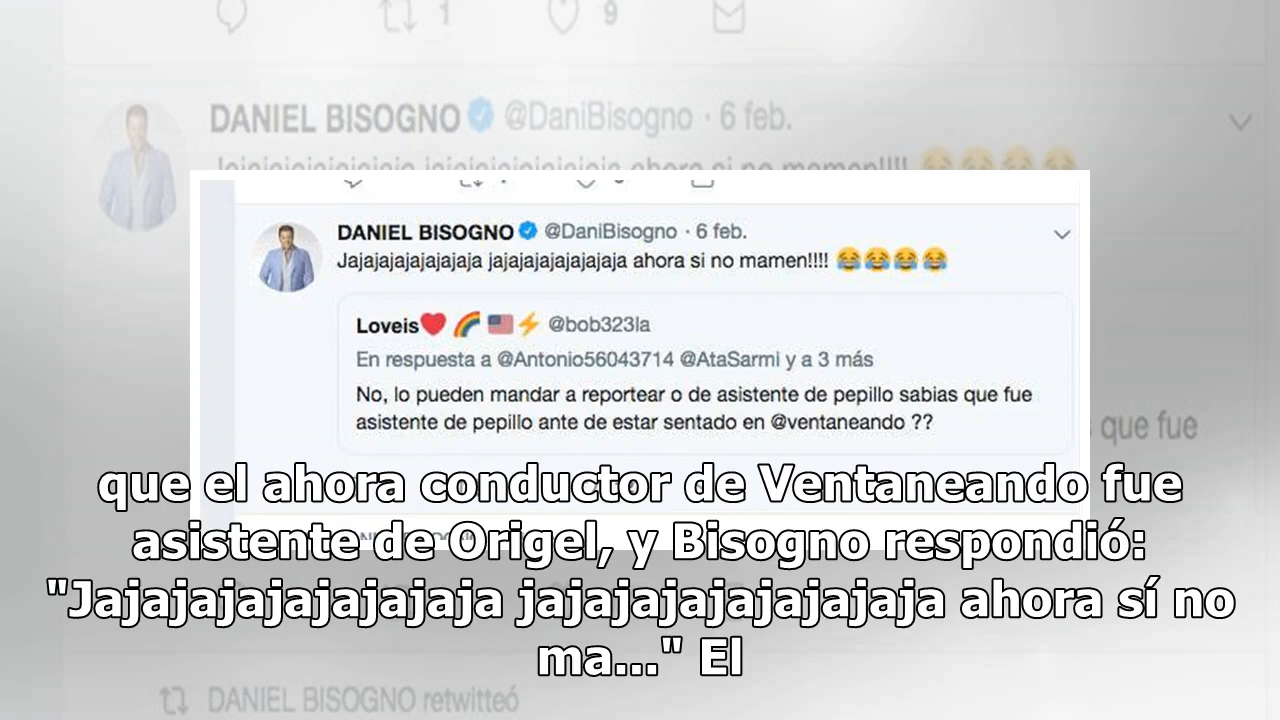 1 9
DANIEL BISOGNO @DaniBisogno · 6 feb.
Jajajajajajajaja jajajajajajajaja ahora si no mamen!!!! 😂😂😂😂
DANIEL BISOGNO @DaniBisogno · 6 feb.
Jajajajajajajaja jajajajajajajaja ahora si no mamen!!!! 😂😂😂😂
Loveis❤️ 🌈 🇺🇸⚡ @bob323la
En respuesta a @Antonio56043714 @AtaSarmi y a 3 más
No, lo pueden mandar a reportear o de asistente de pepillo sabias que fue
asistente de pepillo ante de estar sentado en @ventaneando ??
que fue
que el ahora conductor de Ventaneando fue
asistente de Origel, y Bisogno respondió:
"Jajajajajajajajaja jajajajajajajajaja ahora sí no
ma..." El
DANIEL BISOGNO retwitteó